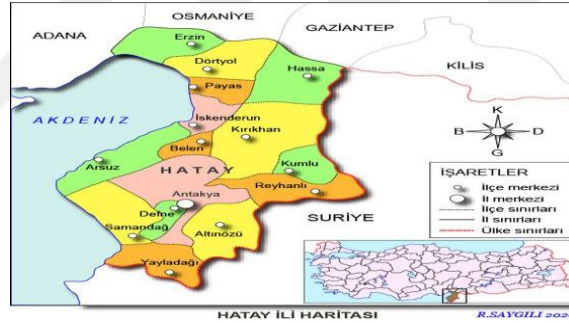 OSMANİYE
GAZİANTEP
ADANA
KİLİS
Erzin
Dörtyol
Hassa
Payas
AKDENİZ
İskenderun
Kırıkhan
Belen
Arsuz
HATAY
Kumlu
Reyhanlı
Antakya
Defne
SURİYE
Samandağ
Altınözü
Yayladağı
K
B D
G
İŞARETLER
İlçe merkezi
İl merkezi
İlçe sınırları
İl sınırları
Ülke sınırları
HATAY İLİ HARİTASI
R.SAYGILI